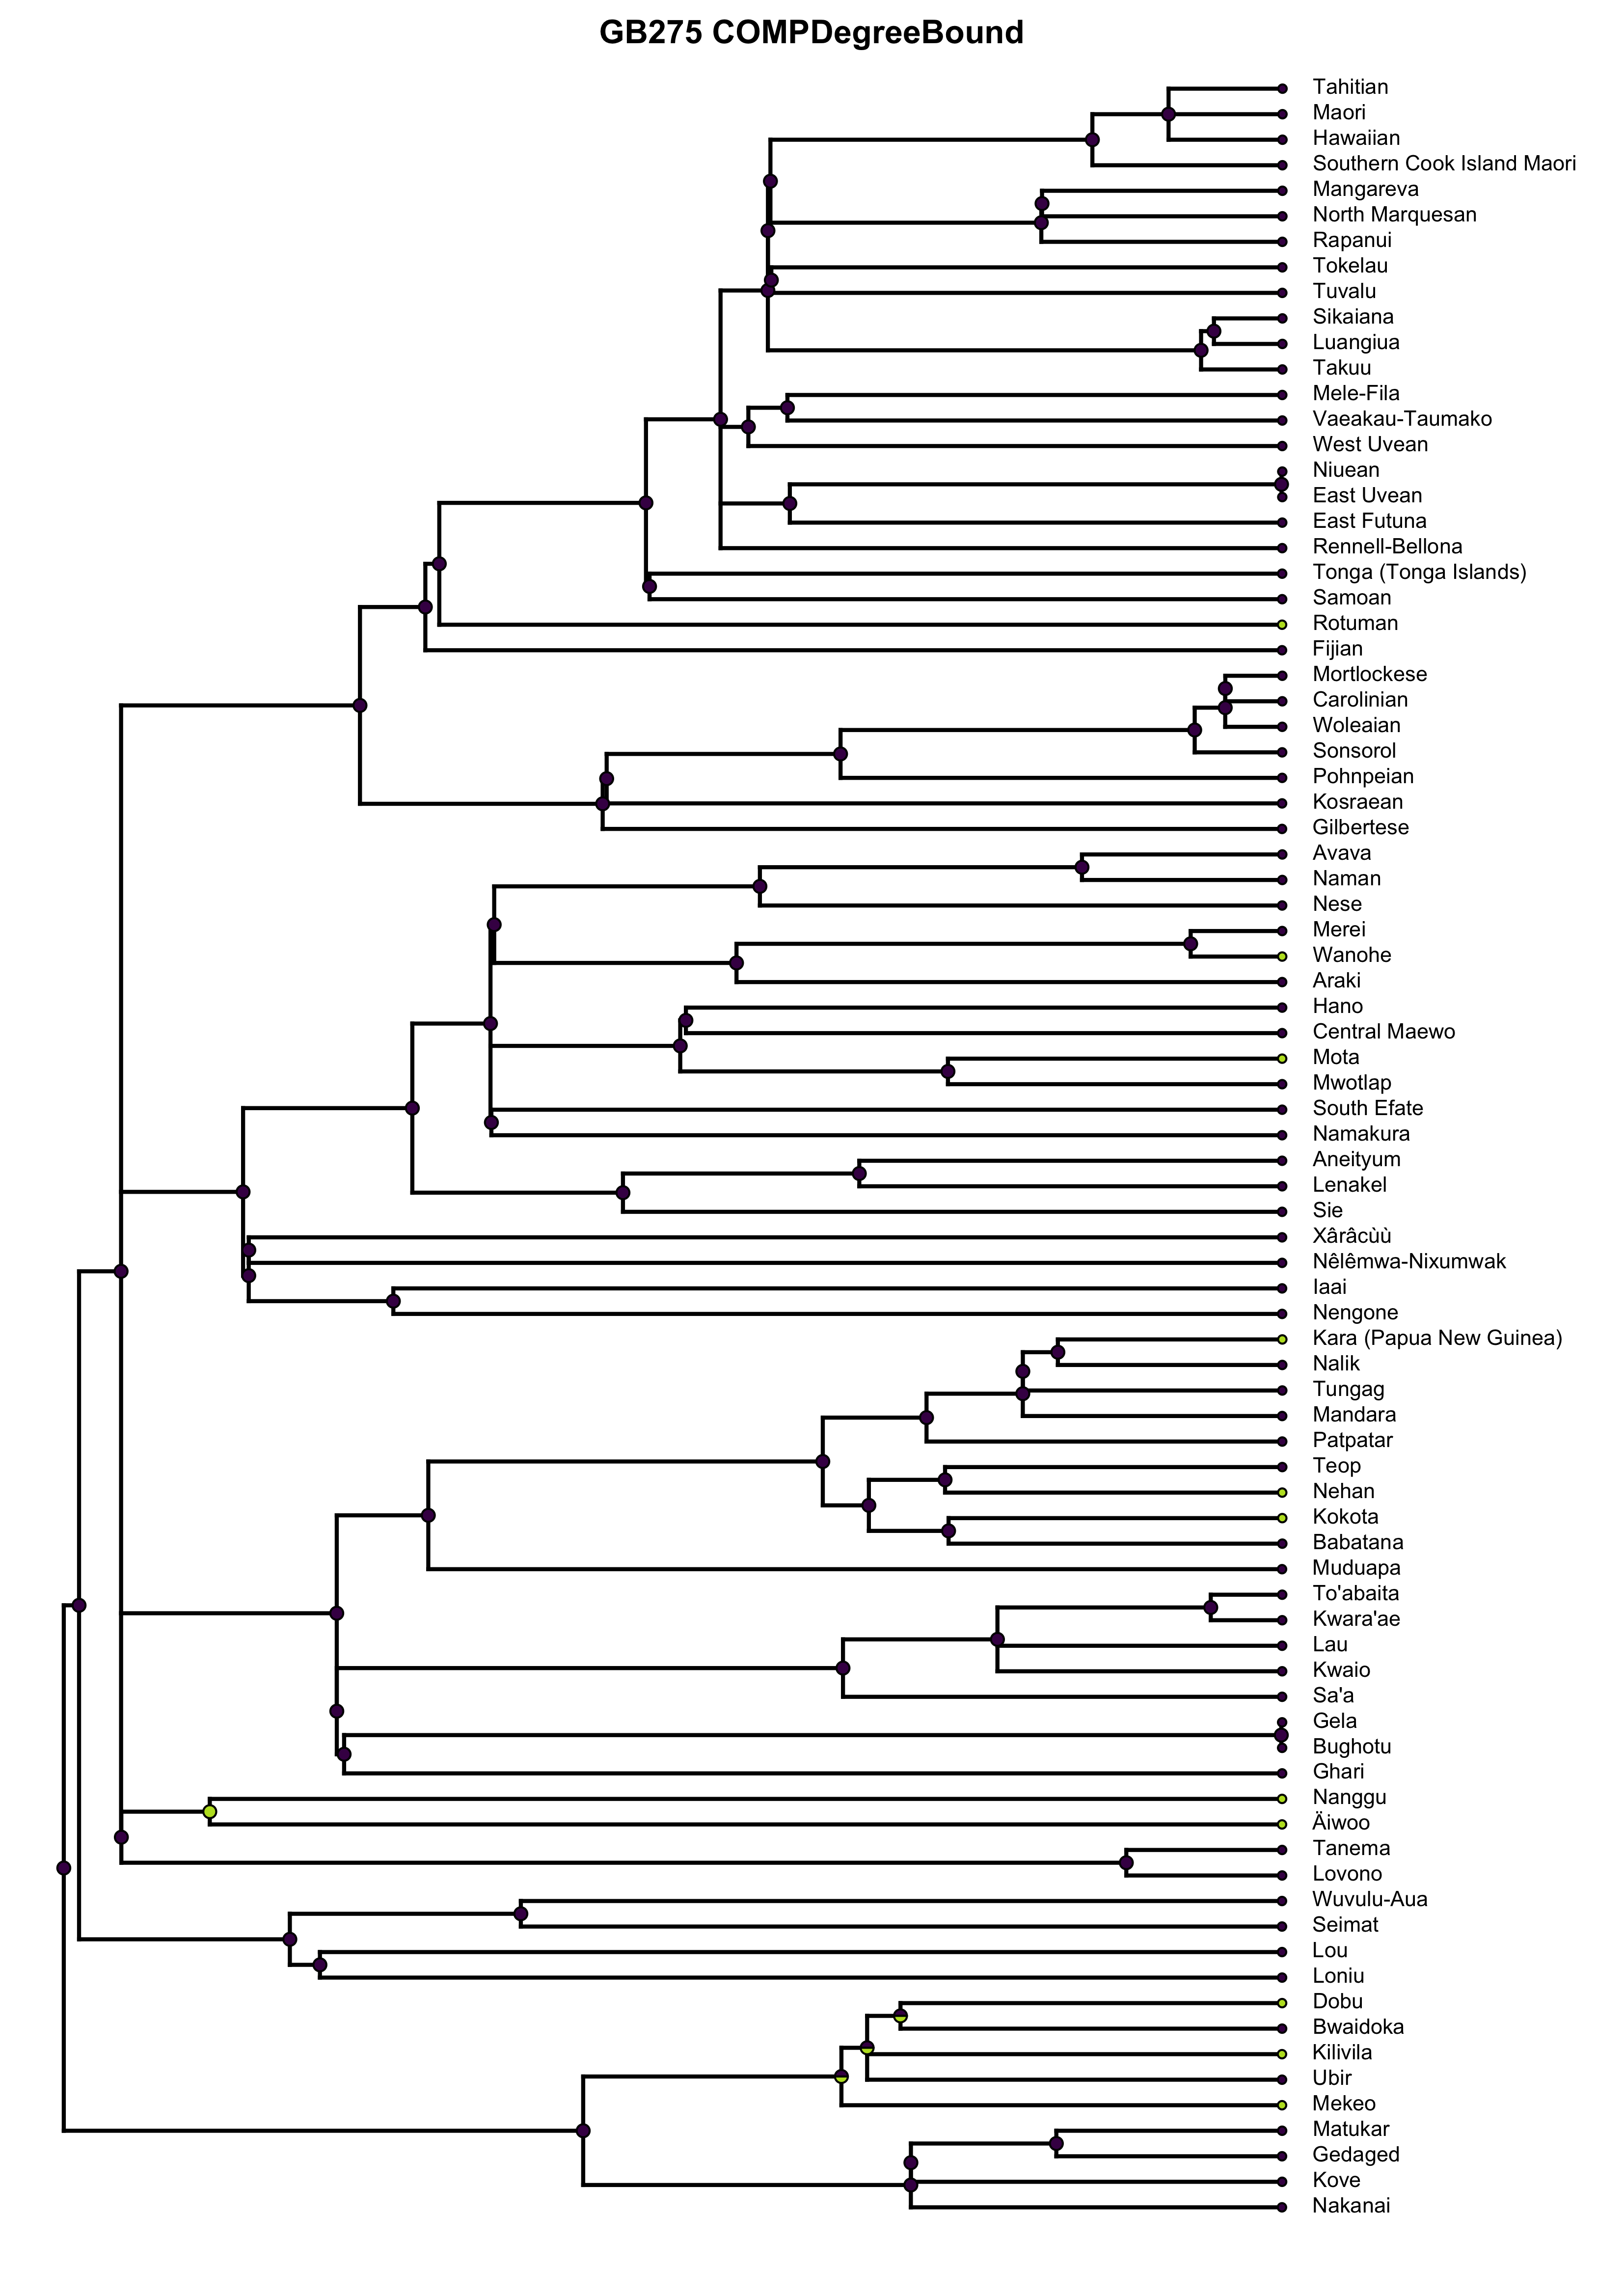 GB275 COMPDegreeBound
Tahitian
Maori
Hawaiian
Southern Cook Island Maori
Mangareva
North Marquesan
Rapanui
Tokelau
Tuvalu
Sikaiana
Luangiua
Takuu
Mele-Fila
Vaeakau-Taumako
West Uvean
Niuean
East Uvean
East Futuna
Rennell-Bellona
Tonga (Tonga Islands)
Samoan
Rotuman
Fijian
Mortlockese
Carolinian
Woleaian
Sonsorol
Pohnpeian
Kosraean
Gilbertese
Avava
Naman
Nese
Merei
Wanohe
Araki
Hano
Central Maewo
Mota
Mwotlap
South Efate
Namakura
Aneityum
Lenakel
Sie
Xârâcùù
Nêlêmwa-Nixumwak
Iaai
Nengone
Kara (Papua New Guinea)
Nalik
Tungag
Mandara
Patpatar
Teop
Nehan
Kokota
Babatana
Muduapa
To'abaita
Kwara'ae
Lau
Kwaio
Sa'a
Gela
Bughotu
Ghari
Nanggu
Äiwoo
Tanema
Lovono
Wuvulu-Aua
Seimat
Lou
Loniu
Dobu
Bwaidoka
Kilivila
Ubir
Mekeo
Matukar
Gedaged
Kove
Nakanai